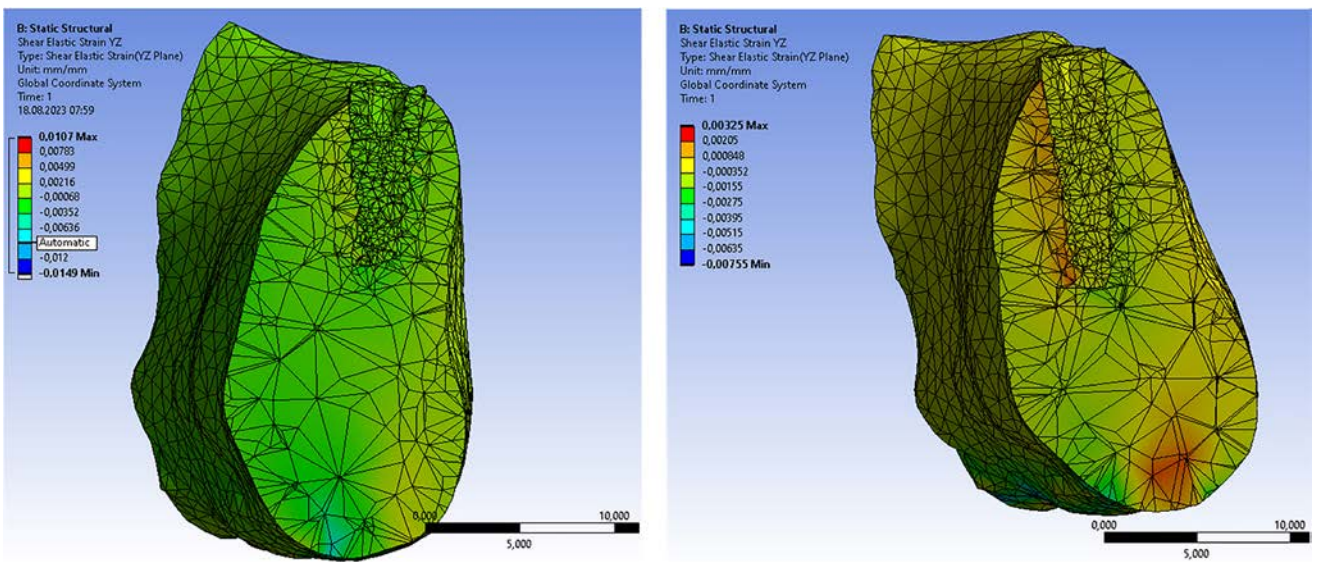 B: Static Structural
Shear Elastic Strain YZ
Type: Shear Elastic Strain(YZ Plane)
Unit: mm/mm
Global Coordinate System
Time: 1
18.08.2023 07:59
0,0107 Max
0,00783
0,00499
0,00216
-0,00068
-0,00352
-0,00636
Automatic
-0,012
-0,0149 Min
0,000
10,000
5,000
B: Static Structural
Shear Elastic Strain YZ
Type: Shear Elastic Strain(YZ Plane)
Unit: mm/mm
Global Coordinate System
Time: 1
0,00325 Max
0,00205
0,000848
-0,000352
-0,00155
-0,00275
-0,00395
-0,00515
-0,00635
-0,00755 Min
0,000
10,000
5,000